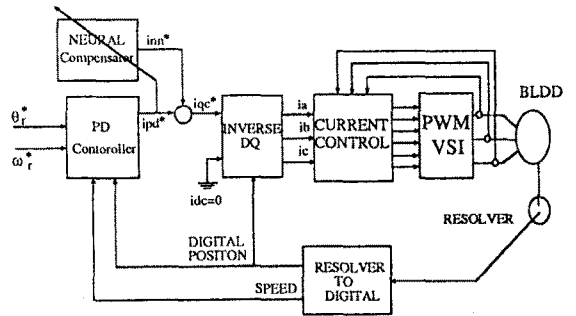 NEURAL
Compensator
inn*
θr*
ωr*
PD
Contoroller
ipd*
iqc*
idc=0
INVERSE
DQ
ia
ib
ic
CURRENT
CONTROL
PWM
VSI
BLDD
RESOLVER
DIGITAL
POSITON
SPEED
RESOLVER
TO
DIGITAL